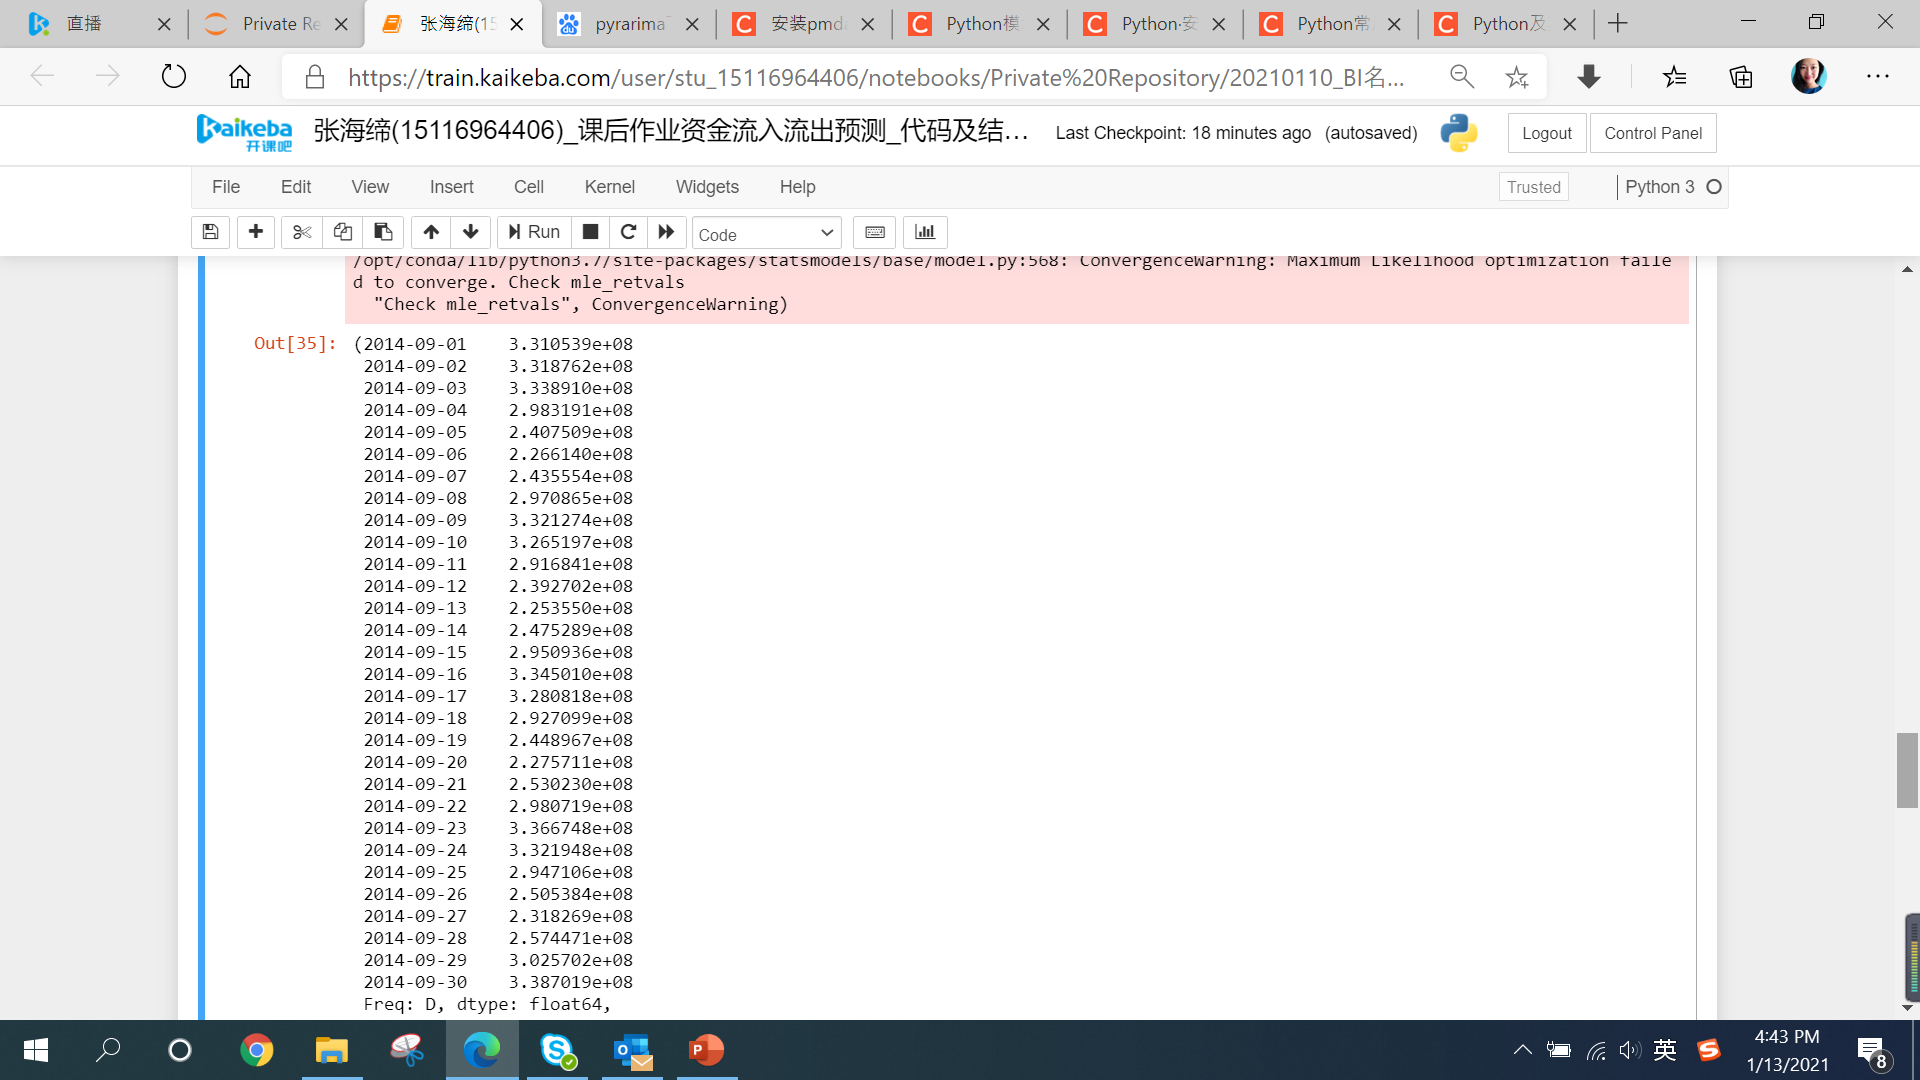 直播
Private Re
张海缔(15
pyrarima
安装pmd
Python模
Python·安
Python常
Python及
https://train.kaikeba.com/user/stu_15116964406/notebooks/Private%20Repository/20210110_BI名...
Kaikeba
开课吧
张海缔(15116964406)_课后作业资金流入流出预测_代码及结...
Last Checkpoint: 18 minutes ago (autosaved)
Logout
Control Panel
File Edit View Insert Cell Kernel Widgets Help
Trusted
Python 3
Run
Code
/opt/conda/lib/python3.7/site-packages/statsmodels/base/model.py:568: ConvergenceWarning: Maximum Likelihood optimization faile
d to converge. Check mle_retvals
"Check mle_retvals", ConvergenceWarning)
Out[35]: (2014-09-01 3.310539e+08
2014-09-02 3.318762e+08
2014-09-03 3.338910e+08
2014-09-04 2.983191e+08
2014-09-05 2.407509e+08
2014-09-06 2.266140e+08
2014-09-07 2.435554e+08
2014-09-08 2.970865e+08
2014-09-09 3.321274e+08
2014-09-10 3.265197e+08
2014-09-11 2.916841e+08
2014-09-12 2.392702e+08
2014-09-13 2.253550e+08
2014-09-14 2.475289e+08
2014-09-15 2.950936e+08
2014-09-16 3.345010e+08
2014-09-17 3.280818e+08
2014-09-18 2.927099e+08
2014-09-19 2.448967e+08
2014-09-20 2.275711e+08
2014-09-21 2.530230e+08
2014-09-22 2.980719e+08
2014-09-23 3.366748e+08
2014-09-24 3.321948e+08
2014-09-25 2.947106e+08
2014-09-26 2.505384e+08
2014-09-27 2.318269e+08
2014-09-28 2.574471e+08
2014-09-29 3.025702e+08
2014-09-30 3.387019e+08
Freq: D, dtype: float64,
英
4:43 PM
1/13/2021
8